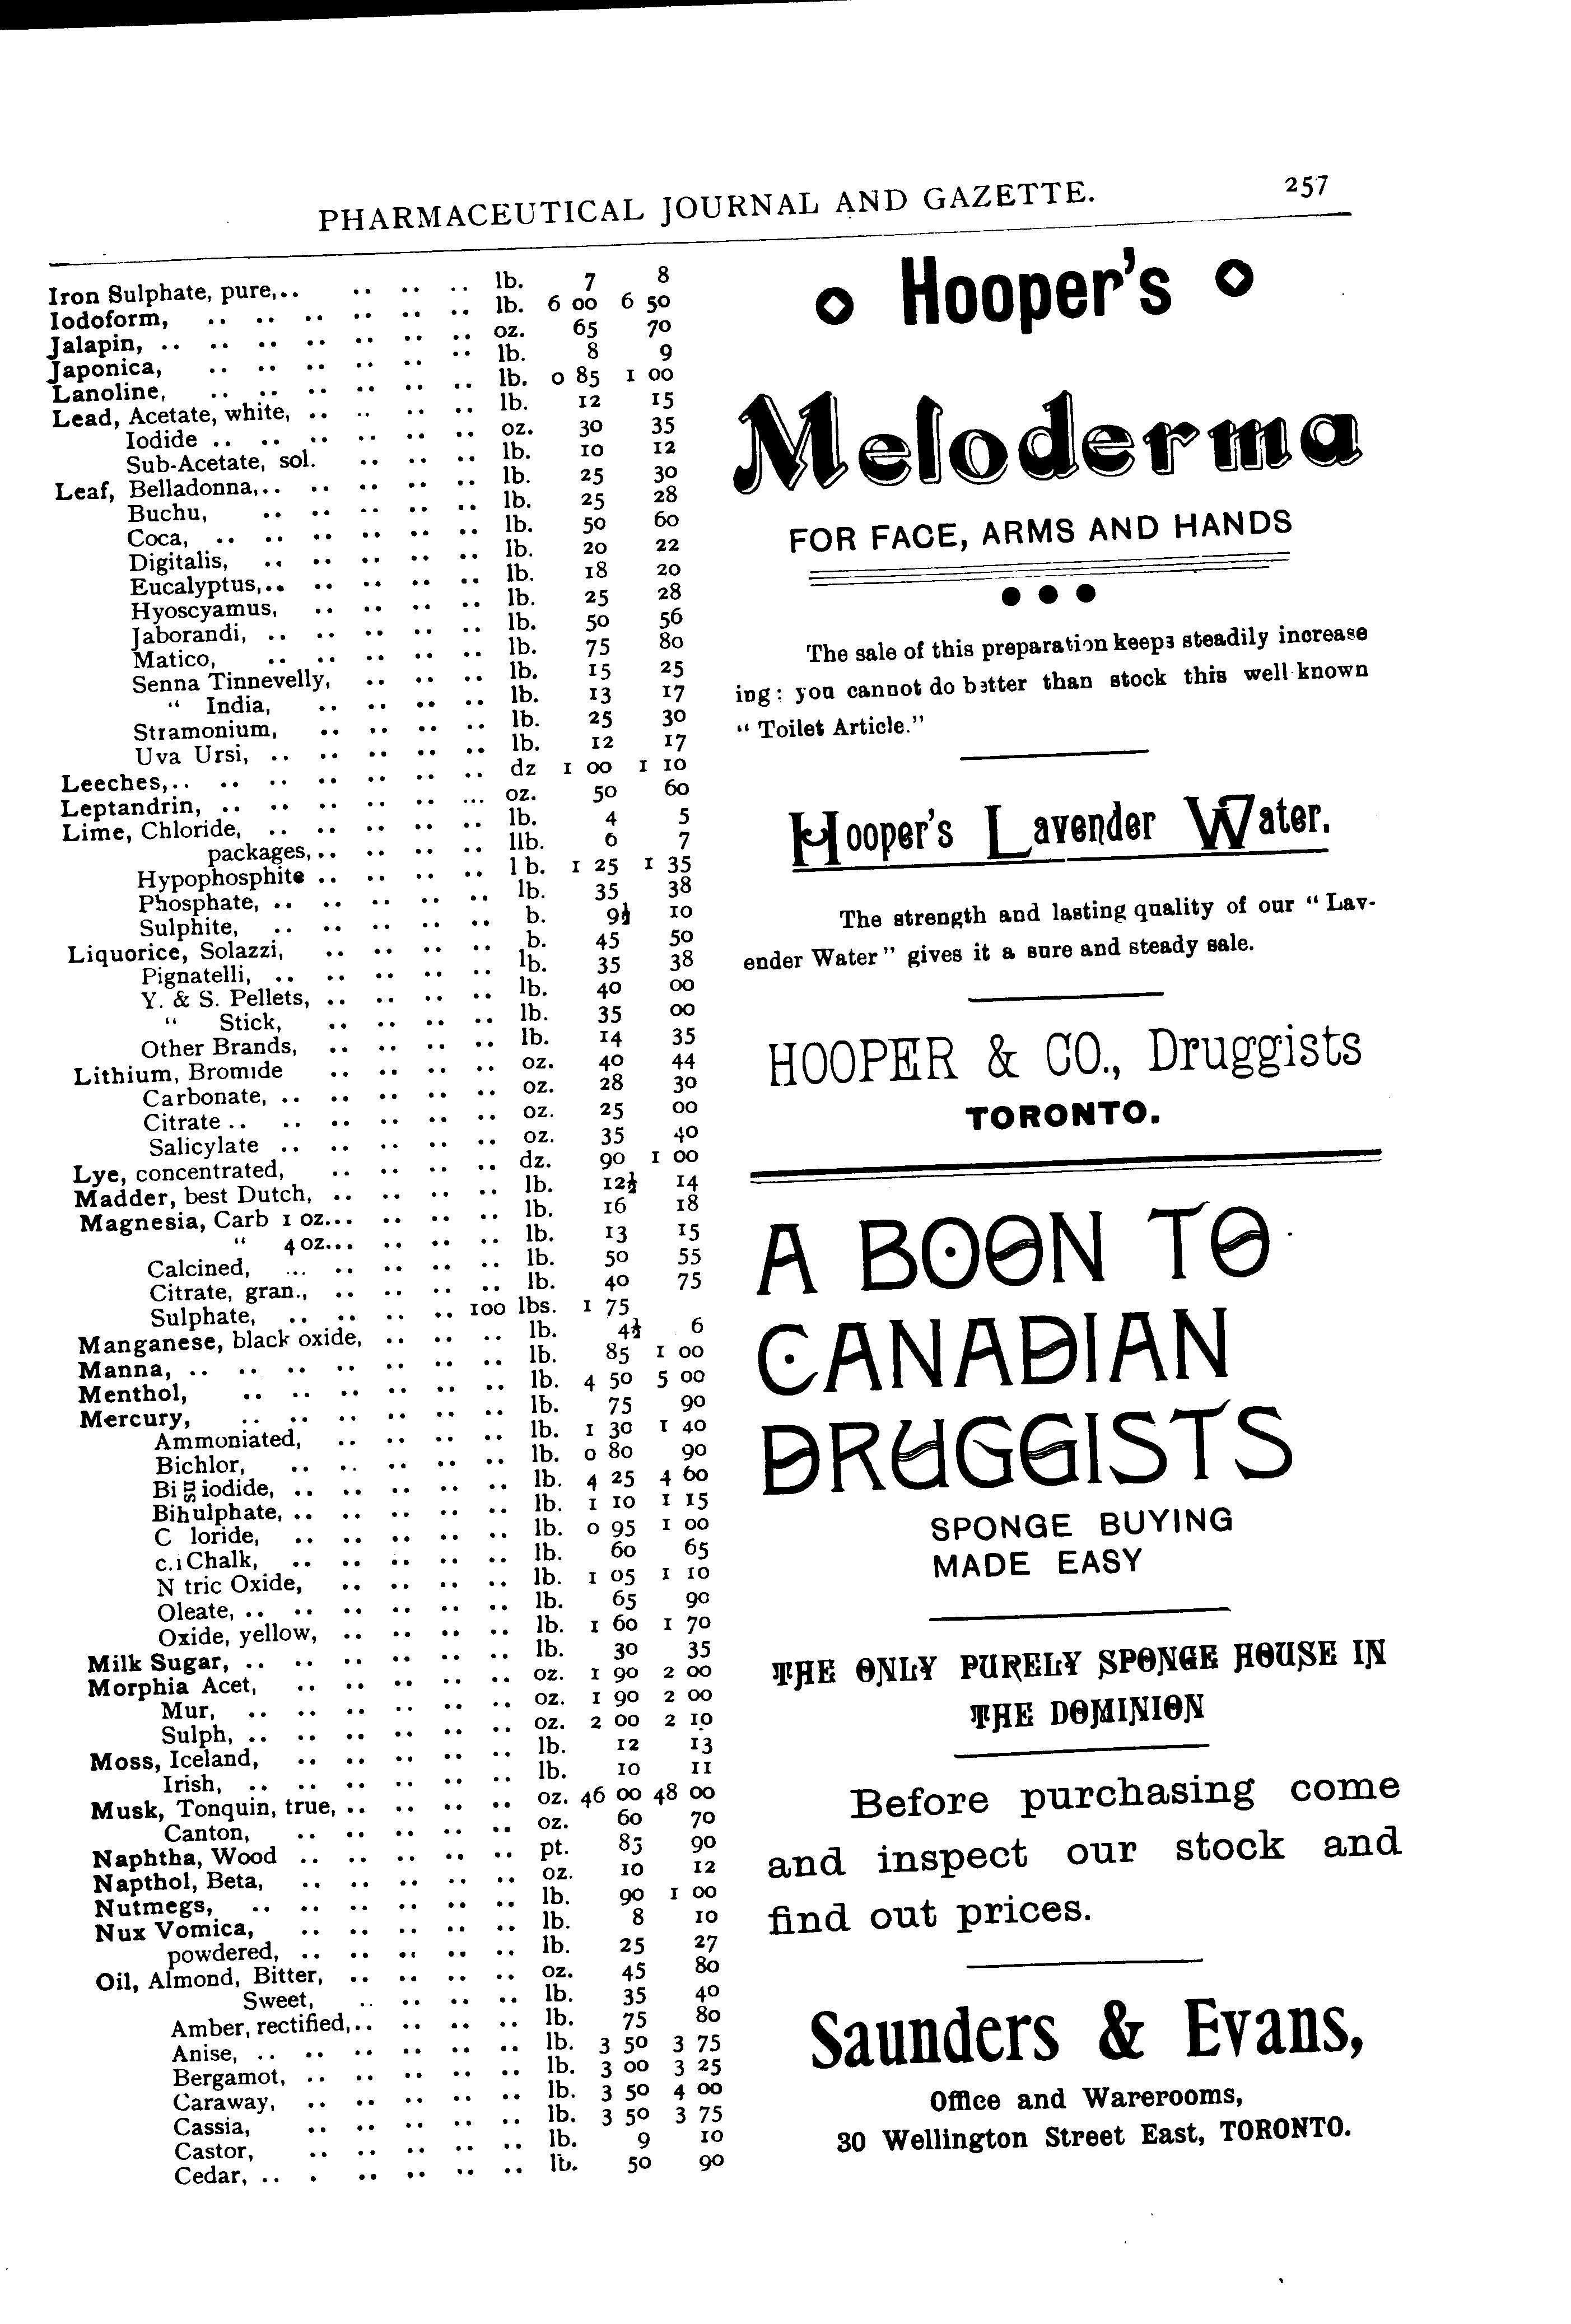 PHARMACEUTICAL JOURNAL AND GAZETTE. 257
Iron Sulphate, pure,.. .. .. .. lb. 7 8
Iodoform, .. .. .. .. .. .. lb. 6 00 6 50
Jalapin, .. .. .. .. .. .. .. oz. 65 70
Japonica, .. .. .. .. .. .. lb. 8 9
Lanoline, .. .. .. .. .. .. lb. 0 85 1 00
Lead, Acetate, white, .. .. .. .. lb. 12 15
Iodide .. .. .. .. .. .. oz. 30 35
Sub-Acetate, sol. .. .. .. lb. 10 12
Leaf, Belladonna,.. .. .. .. .. lb. 25 30
Buchu, .. .. .. .. .. lb. 25 28
Coca, .. .. .. .. .. .. lb. 50 60
Digitalis, .. .. .. .. .. lb. 20 22
Eucalyptus,.. .. .. .. .. lb. 18 20
Hyoscyamus, .. .. .. .. lb. 25 28
Jaborandi, .. .. .. .. .. lb. 50 56
Matico, .. .. .. .. .. lb. 75 80
Senna Tinnevelly, .. .. .. lb. 15 25
" India, .. .. .. .. lb. 13 17
Stramonium, .. .. .. .. lb. 25 30
Uva Ursi, .. .. .. .. .. lb. 12 17
Leeches,.. .. .. .. .. .. .. dz 1 00 1 10
Leptandrin, .. .. .. .. .. ... oz. 50 60
Lime, Chloride, .. .. .. .. .. lb. 4 5
packages,.. .. .. .. llb. 6 7
Hypophosphite .. .. .. .. 1 b. 1 25 1 35
Phosphate, .. .. .. .. .. lb. 35 38
Sulphite, .. .. .. .. .. b. 9½ 10
Liquorice, Solazzi, .. .. .. .. b. 45 50
Pignatelli, .. .. .. .. .. lb. 35 38
Y. & S. Pellets, .. .. .. .. lb. 40 00
" Stick, .. .. .. .. lb. 35 00
Other Brands, .. .. .. .. lb. 14 35
Lithium, Bromide .. .. .. .. oz. 40 44
Carbonate, .. .. .. .. .. oz. 28 30
Citrate .. .. .. .. .. .. oz. 25 00
Salicylate .. .. .. .. .. oz. 35 40
Lye, concentrated, .. .. .. .. dz. 90 1 00
Madder, best Dutch, .. .. .. .. lb. 12½ 14
Magnesia, Carb 1 oz... .. .. .. lb. 16 18
" 4 oz... .. .. .. lb. 13 15
Calcined, ... .. .. .. .. lb. 50 55
Citrate, gran., .. .. .. .. lb. 40 75
Sulphate, .. .. .. .. 100 lbs. 1 75
Manganese, black oxide, .. .. .. lb. 4½ 6
Manna, .. .. .. .. .. .. .. lb. 85 1 00
Menthol, .. .. .. .. .. .. lb. 4 50 5 00
Mercury, .. .. .. .. .. .. lb. 75 90
Ammoniated, .. .. .. .. lb. 1 30 1 40
Bichlor, .. .. .. .. .. lb. 0 80 90
Bi iodide, .. .. .. .. .. lb. 4 25 4 60
Bihulphate, .. .. .. .. .. lb. 1 10 1 15
C loride, .. .. .. .. .. lb. 0 95 1 00
c.i Chalk, .. .. .. .. .. lb. 60 65
N tric Oxide, .. .. .. .. lb. 1 05 1 10
Oleate, .. .. .. .. .. .. lb. 65 90
Oxide, yellow, .. .. .. .. lb. 1 60 1 70
Milk Sugar, .. .. .. .. .. .. lb. 30 35
Morphia Acet, .. .. .. .. .. oz. 1 90 2 00
Mur, .. .. .. .. .. .. oz. 1 90 2 00
Sulph, .. .. .. .. .. .. oz. 2 00 2 10
Moss, Iceland, .. .. .. .. .. lb. 12 13
Irish, .. .. .. .. .. .. lb. 10 11
Musk, Tonquin, true, .. .. .. .. oz. 46 00 48 00
Canton, .. .. .. .. .. oz. 60 70
Naphtha, Wood .. .. .. .. .. pt. 85 90
Napthol, Beta, .. .. .. .. .. oz. 10 12
Nutmegs, .. .. .. .. .. .. lb. 90 1 00
Nux Vomica, .. .. .. .. .. lb. 8 10
powdered, .. .. .. .. .. lb. 25 27
Oil, Almond, Bitter, .. .. .. .. oz. 45 80
Sweet, .. .. .. .. lb. 35 40
Amber, rectified,.. .. .. .. lb. 75 80
Anise, .. .. .. .. .. .. lb. 3 50 3 75
Bergamot, .. .. .. .. .. lb. 3 00 3 25
Caraway, .. .. .. .. .. lb. 3 50 4 00
Cassia, .. .. .. .. .. lb. 3 50 3 75
Castor, .. .. .. .. .. lb. 9 10
Cedar, .. . .. .. .. .. lb. 50 90
Hooper's
Meloderma
FOR FACE, ARMS AND HANDS
The sale of this preparation keeps steadily increase
ing: you cannot do better than stock this well-known
"Toilet Article."
Hooper's Lavender Water.
The strength and lasting quality of our "Lav-
ender Water" gives it a sure and steady sale.
HOOPER & CO., Druggists
TORONTO.
A BOON TO
CANADIAN
DRUGGISTS
SPONGE BUYING
MADE EASY
THE ONLY PURELY SPONGE HOUSE IN
THE DOMINION
Before purchasing come
and inspect our stock and
find out prices.
Saunders & Evans,
Office and Warerooms,
30 Wellington Street East, TORONTO.